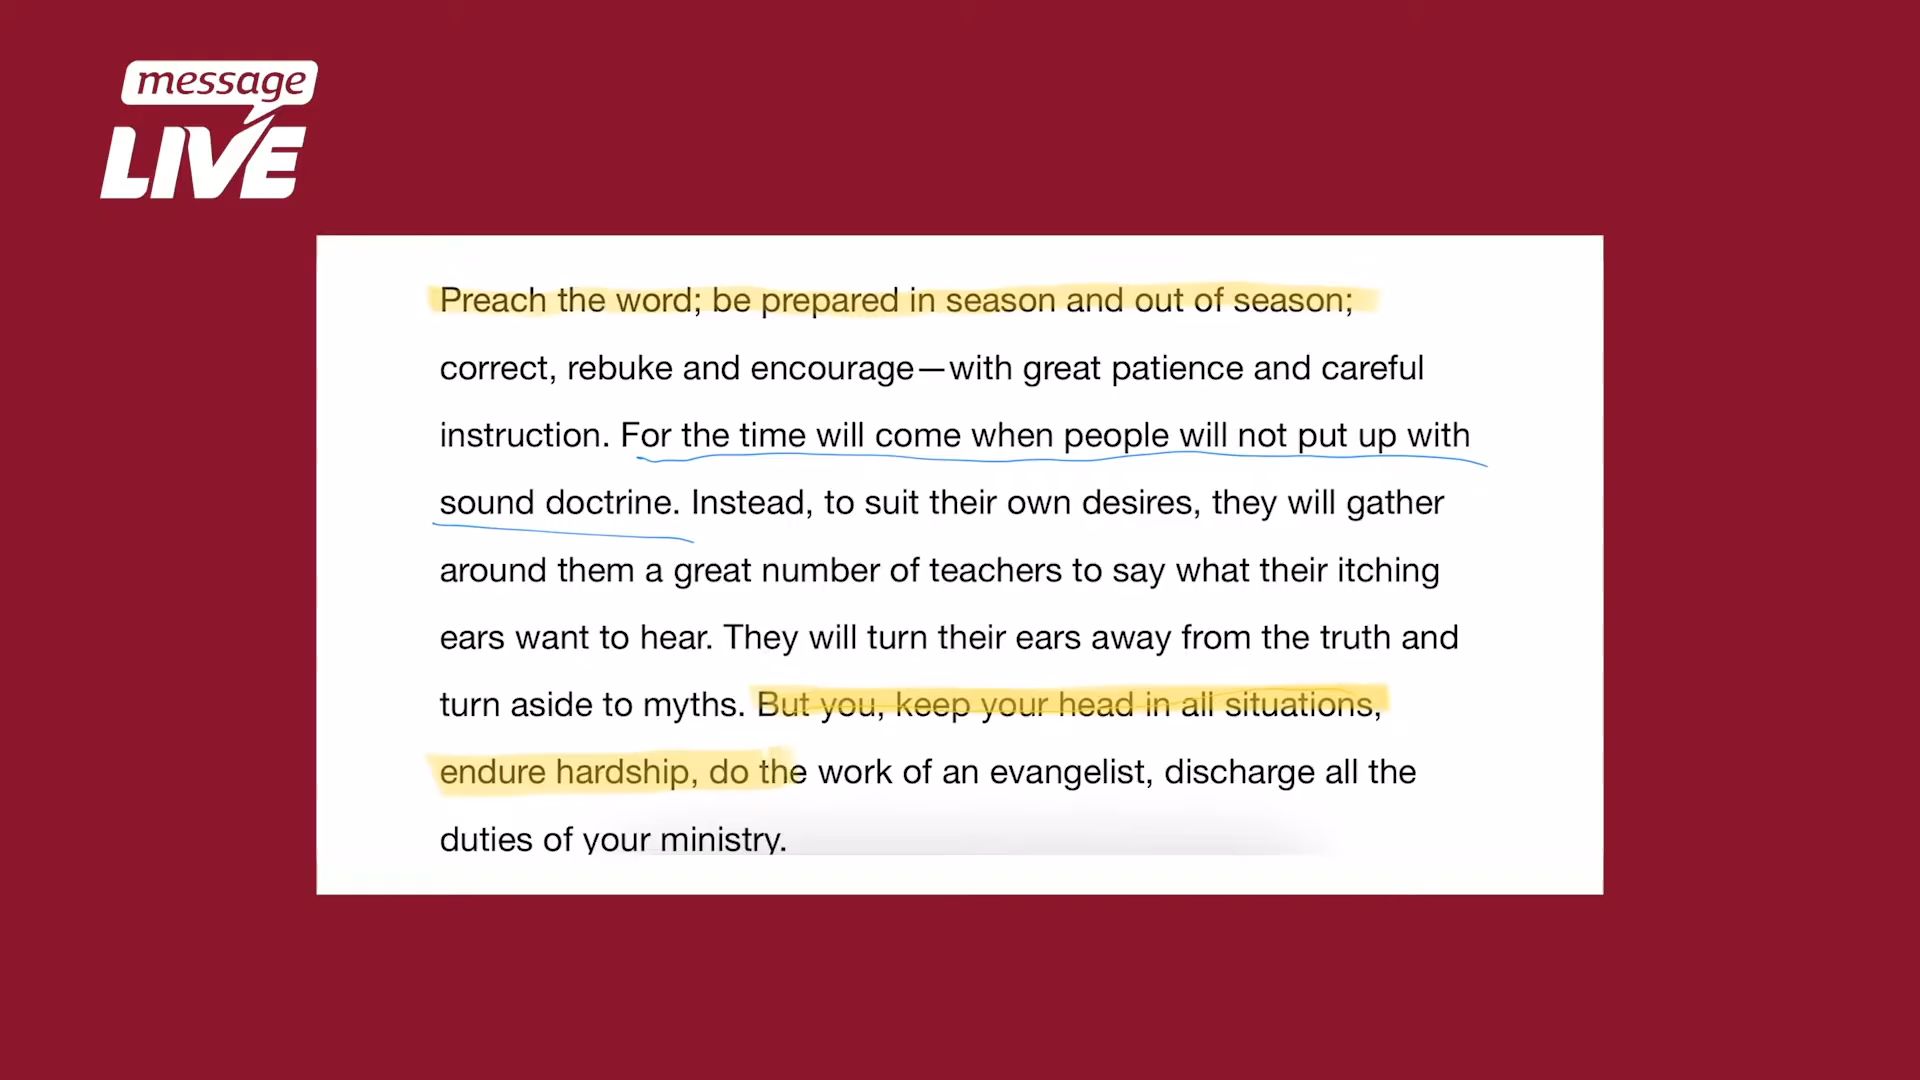 message
LIVE
Preach the word; be prepared in season and out of season;
correct, rebuke and encourage—with great patience and careful
instruction. For the time will come when people will not put up with
sound doctrine. Instead, to suit their own desires, they will gather
around them a great number of teachers to say what their itching
ears want to hear. They will turn their ears away from the truth and
turn aside to myths. But you, keep your head in all situations,
endure hardship, do the work of an evangelist, discharge all the
duties of your ministry.